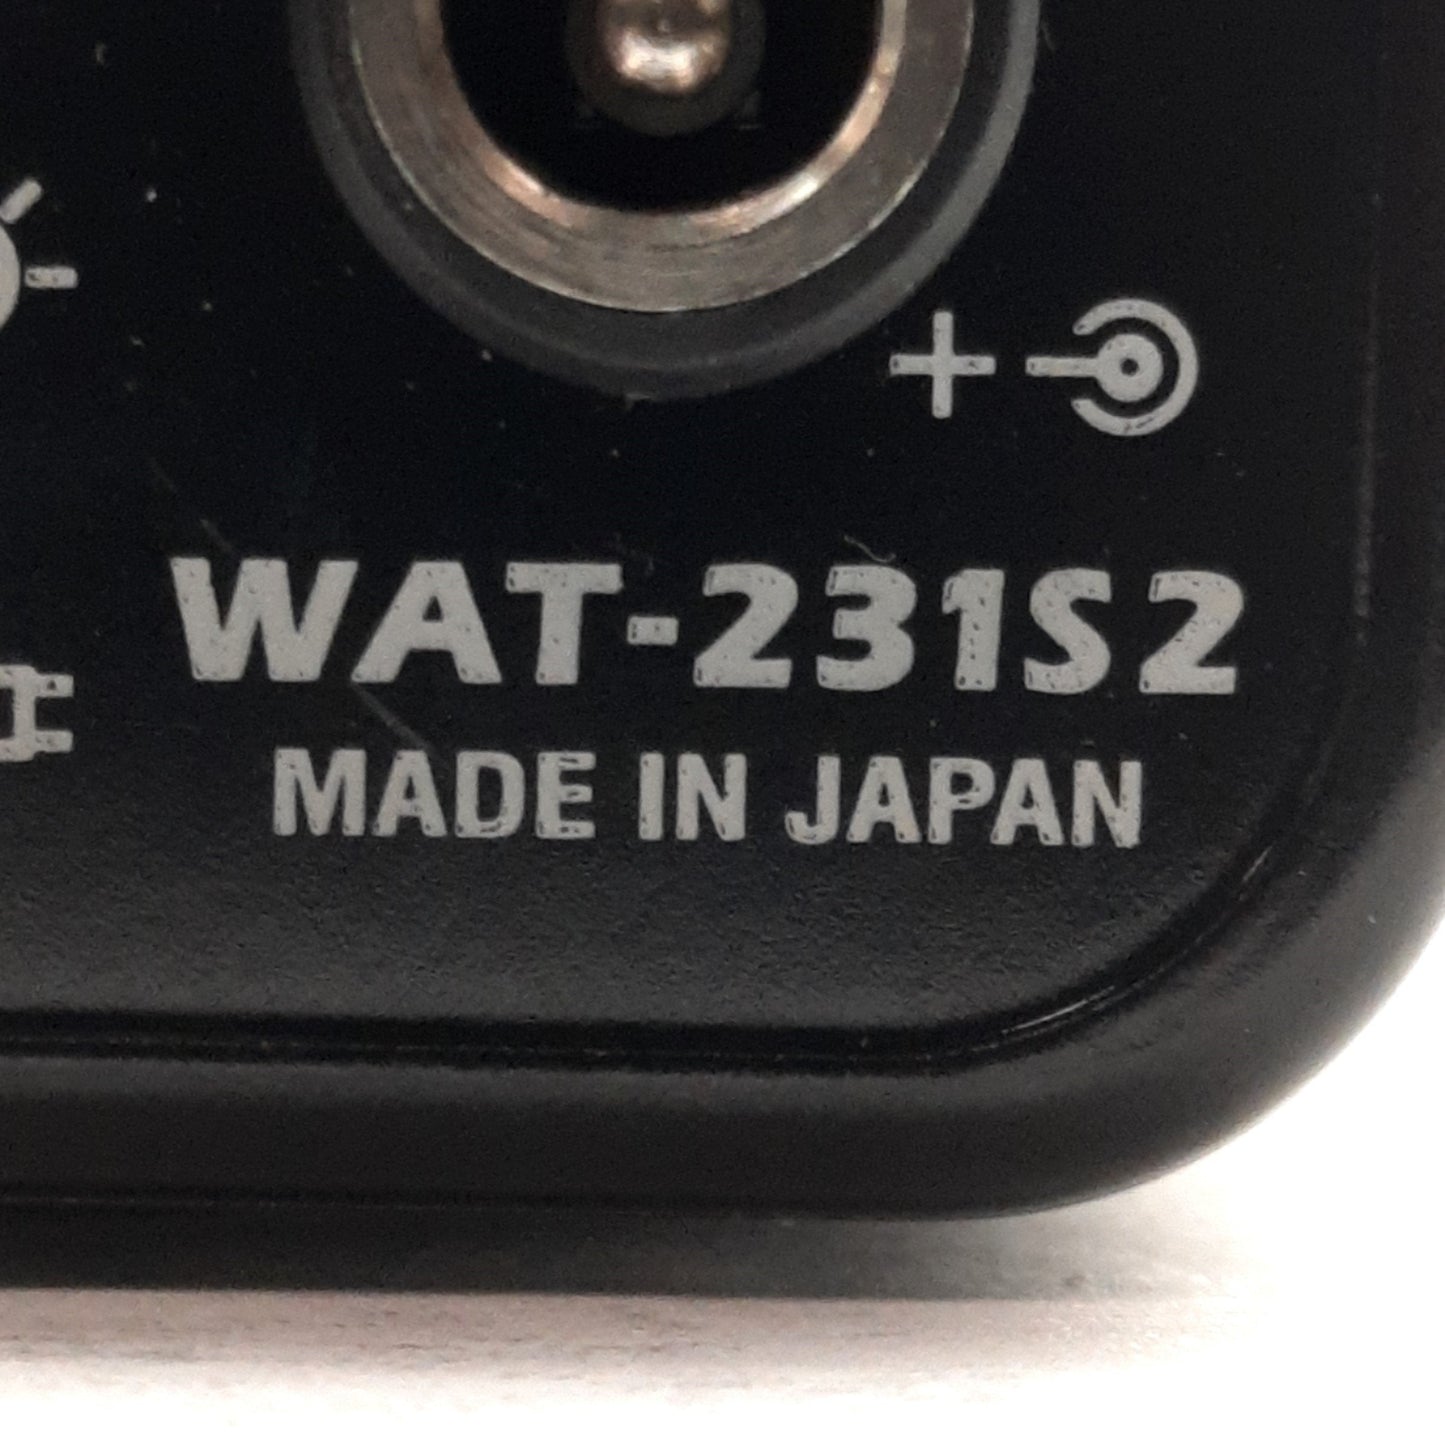 +
WAT-231S2
MADE IN JAPAN